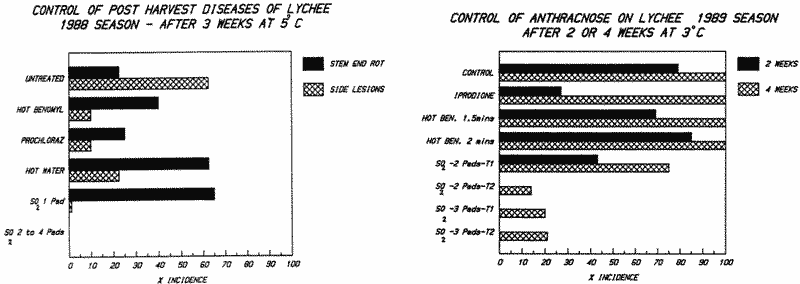 CONTROL OF POST HARVEST DISEASES OF LYCHEE
1988 SEASON - AFTER 3 WEEKS AT 5°C
STEM END ROT
SIDE LESIONS
UNTREATED
HOT BENOMYL
PROCHLORAZ
HOT WATER
SO2 1 Pad
SO2 2 to 4 Pads
0 10 20 30 40 50 60 70 80 90 100
% INCIDENCE
CONTROL OF ANTHRACNOSE ON LYCHEE 1989 SEASON
AFTER 2 OR 4 WEEKS AT 3°C
2 WEEKS
4 WEEKS
CONTROL
IPRODIONE
HOT BEN. 1.5mins
HOT BEN. 2 mins
SO2 -2 Pads-T1
SO2 -2 Pads-T2
SO2 -3 Pads-T1
SO2 -3 Pads-T2
0 20 40 60 80 100
% INCIDENCE